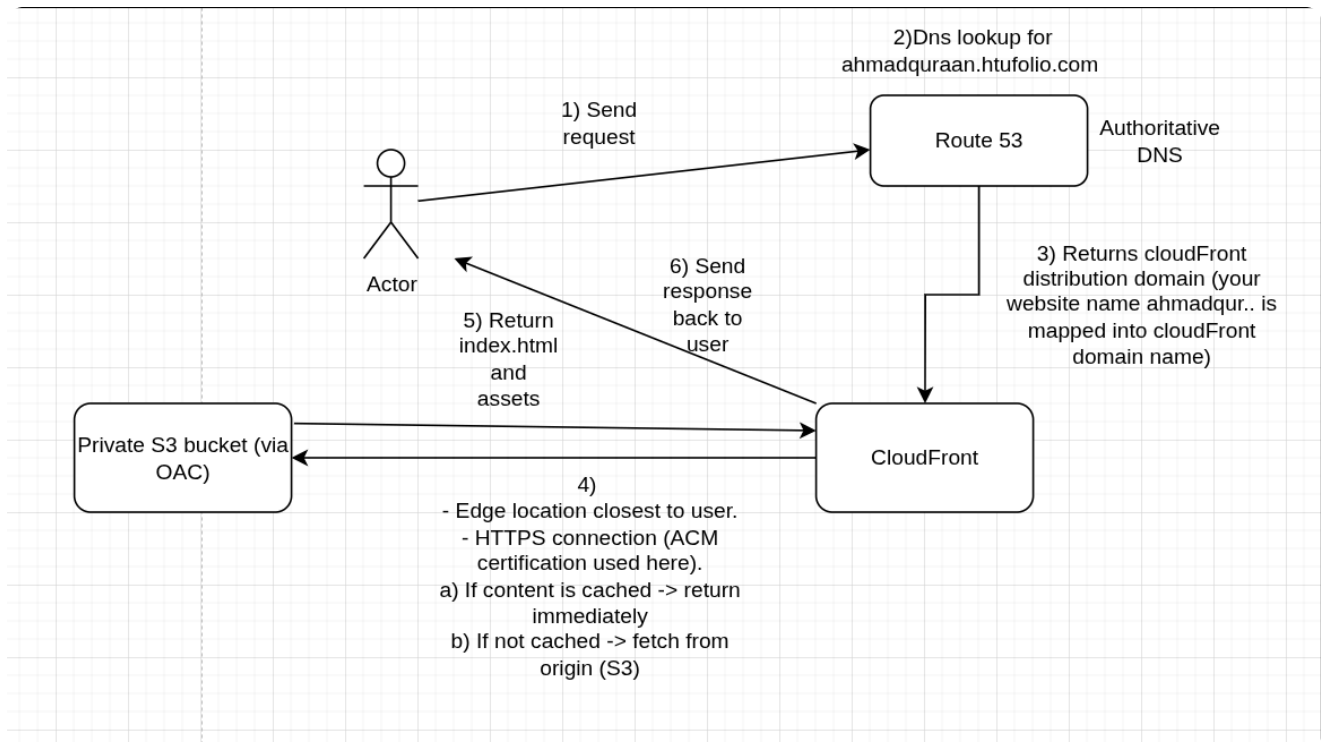 2)Dns lookup for
ahmadquraan.htufolio.com
1) Send
request
Route 53
Authoritative
DNS
Actor
3) Returns cloudFront
distribution domain (your
website name ahmadqur.. is
mapped into cloudFront
domain name)
6) Send
response
back to
user
5) Return
index.html
and
assets
Private S3 bucket (via
OAC)
CloudFront
4)
- Edge location closest to user.
- HTTPS connection (ACM
certification used here).
a) If content is cached -> return
immediately
b) If not cached -> fetch from
origin (S3)